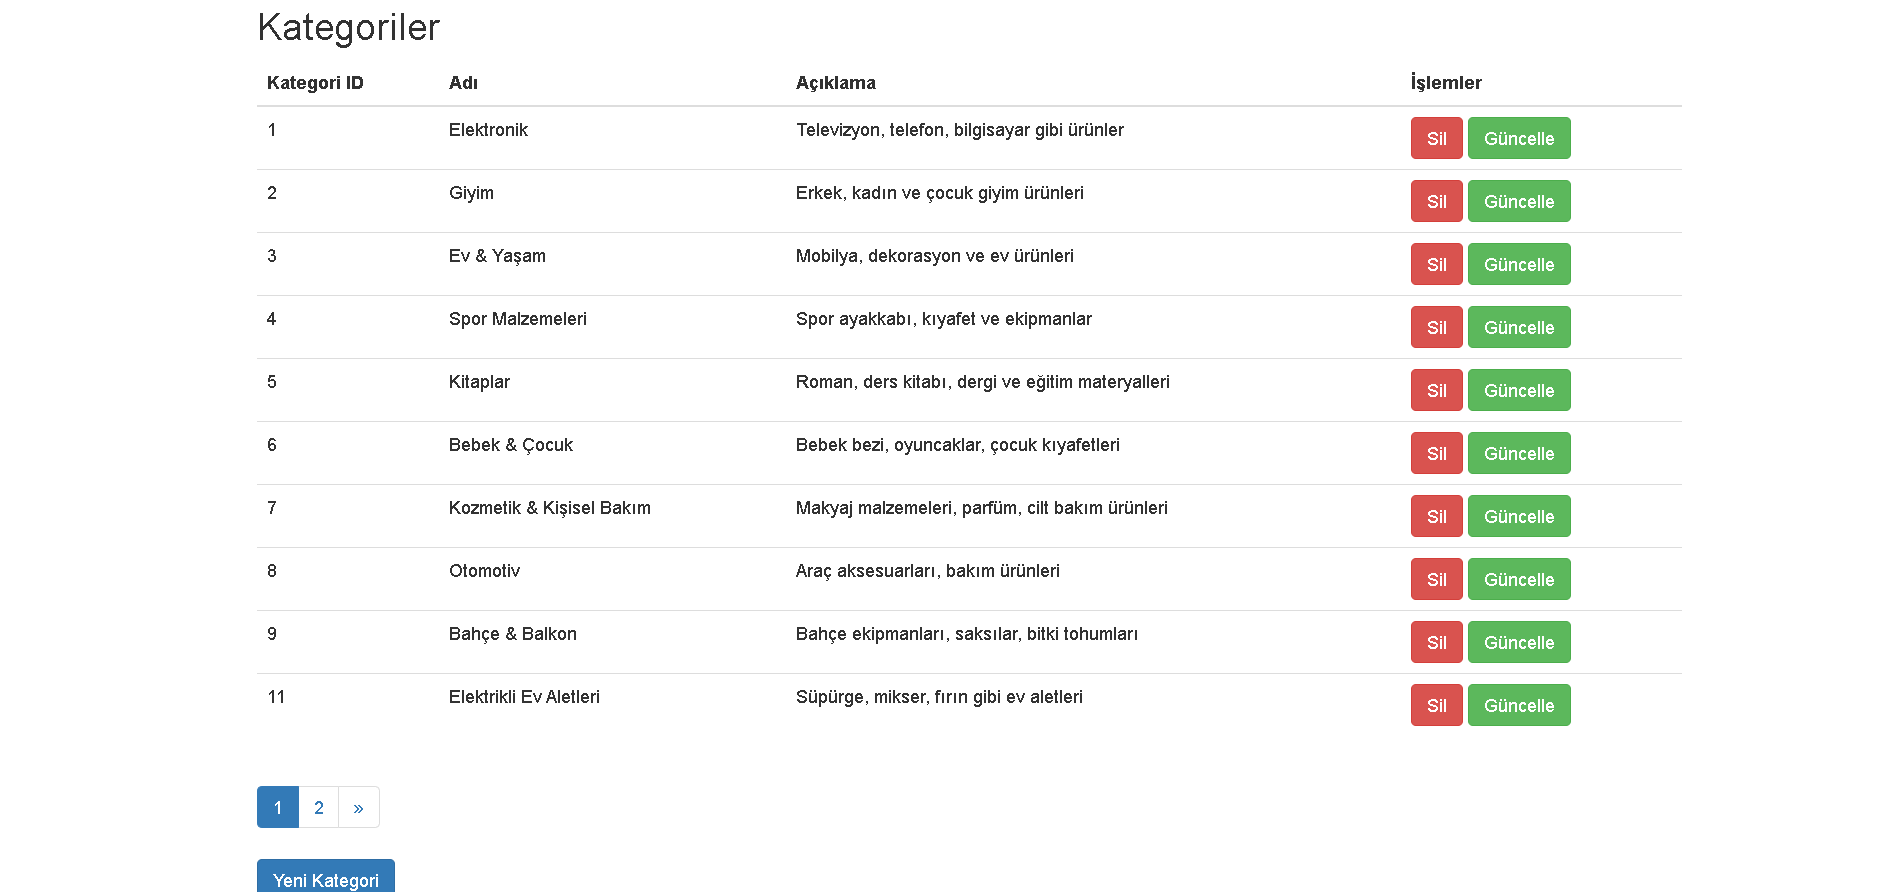 Kategoriler
Kategori ID Adı Açıklama İşlemler
1 Elektronik Televizyon, telefon, bilgisayar gibi ürünler Sil Güncelle
2 Giyim Erkek, kadın ve çocuk giyim ürünleri Sil Güncelle
3 Ev & Yaşam Mobilya, dekorasyon ve ev ürünleri Sil Güncelle
4 Spor Malzemeleri Spor ayakkabı, kıyafet ve ekipmanlar Sil Güncelle
5 Kitaplar Roman, ders kitabı, dergi ve eğitim materyalleri Sil Güncelle
6 Bebek & Çocuk Bebek bezi, oyuncaklar, çocuk kıyafetleri Sil Güncelle
7 Kozmetik & Kişisel Bakım Makyaj malzemeleri, parfüm, cilt bakım ürünleri Sil Güncelle
8 Otomotiv Araç aksesuarları, bakım ürünleri Sil Güncelle
9 Bahçe & Balkon Bahçe ekipmanları, saksılar, bitki tohumları Sil Güncelle
11 Elektrikli Ev Aletleri Süpürge, mikser, fırın gibi ev aletleri Sil Güncelle
1 2 »
Yeni Kategori